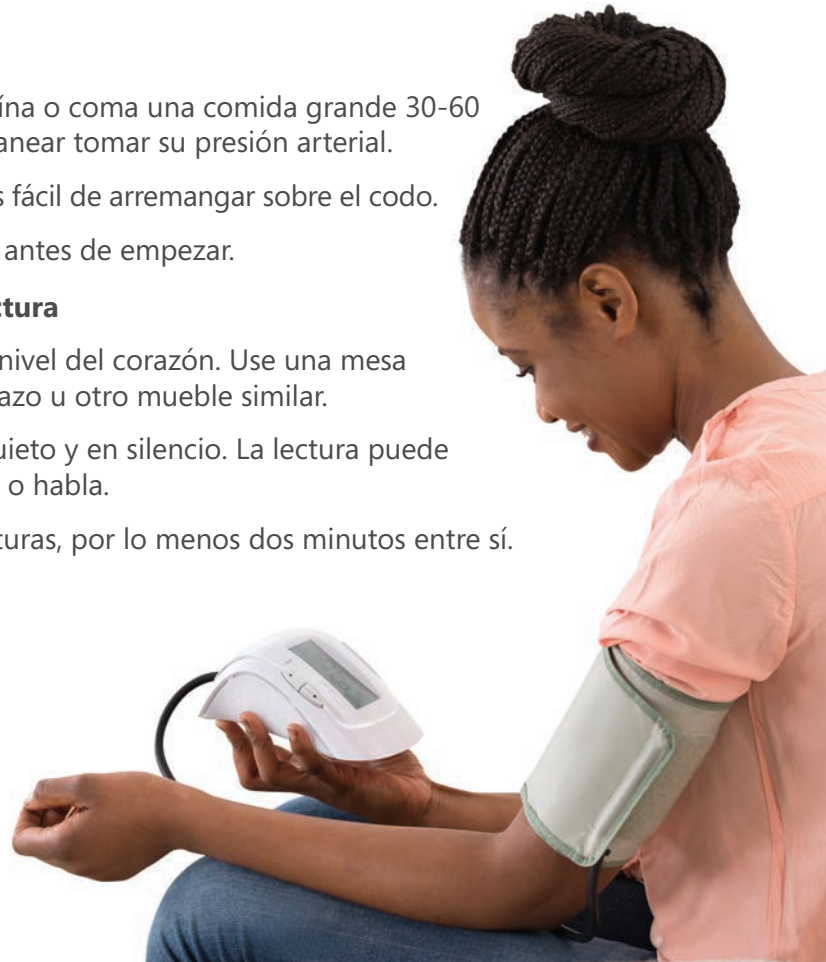 ína o coma una comida grande 30-60
anear tomar su presión arterial.
s fácil de arremangar sobre el codo.
antes de empezar.
ctura
nivel del corazón. Use una mesa
azo u otro mueble similar.
uieto y en silencio. La lectura puede
o habla.
turas, por lo menos dos minutos entre sí.